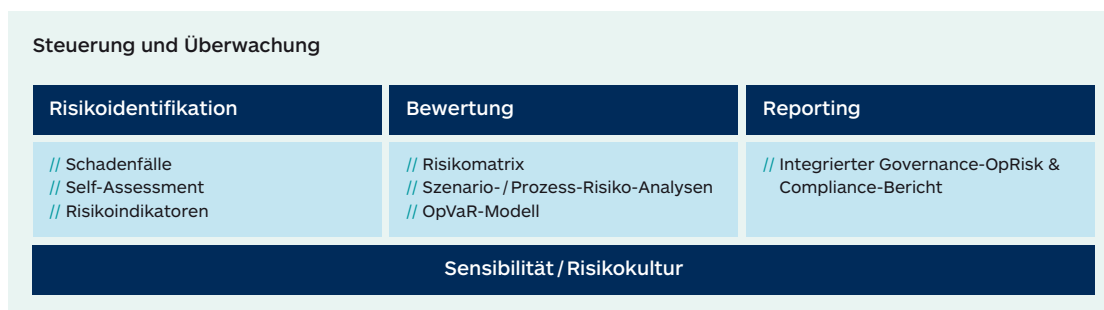 Steuerung und Überwachung
Risikoidentifikation
// Schadenfälle
// Self-Assessment
// Risikoindikatoren
Bewertung
// Risikomatrix
// Szenario-/Prozess-Risiko-Analysen
// OpVaR-Modell
Reporting
// Integrierter Governance-OpRisk &
Compliance-Bericht
Sensibilität/Risikokultur